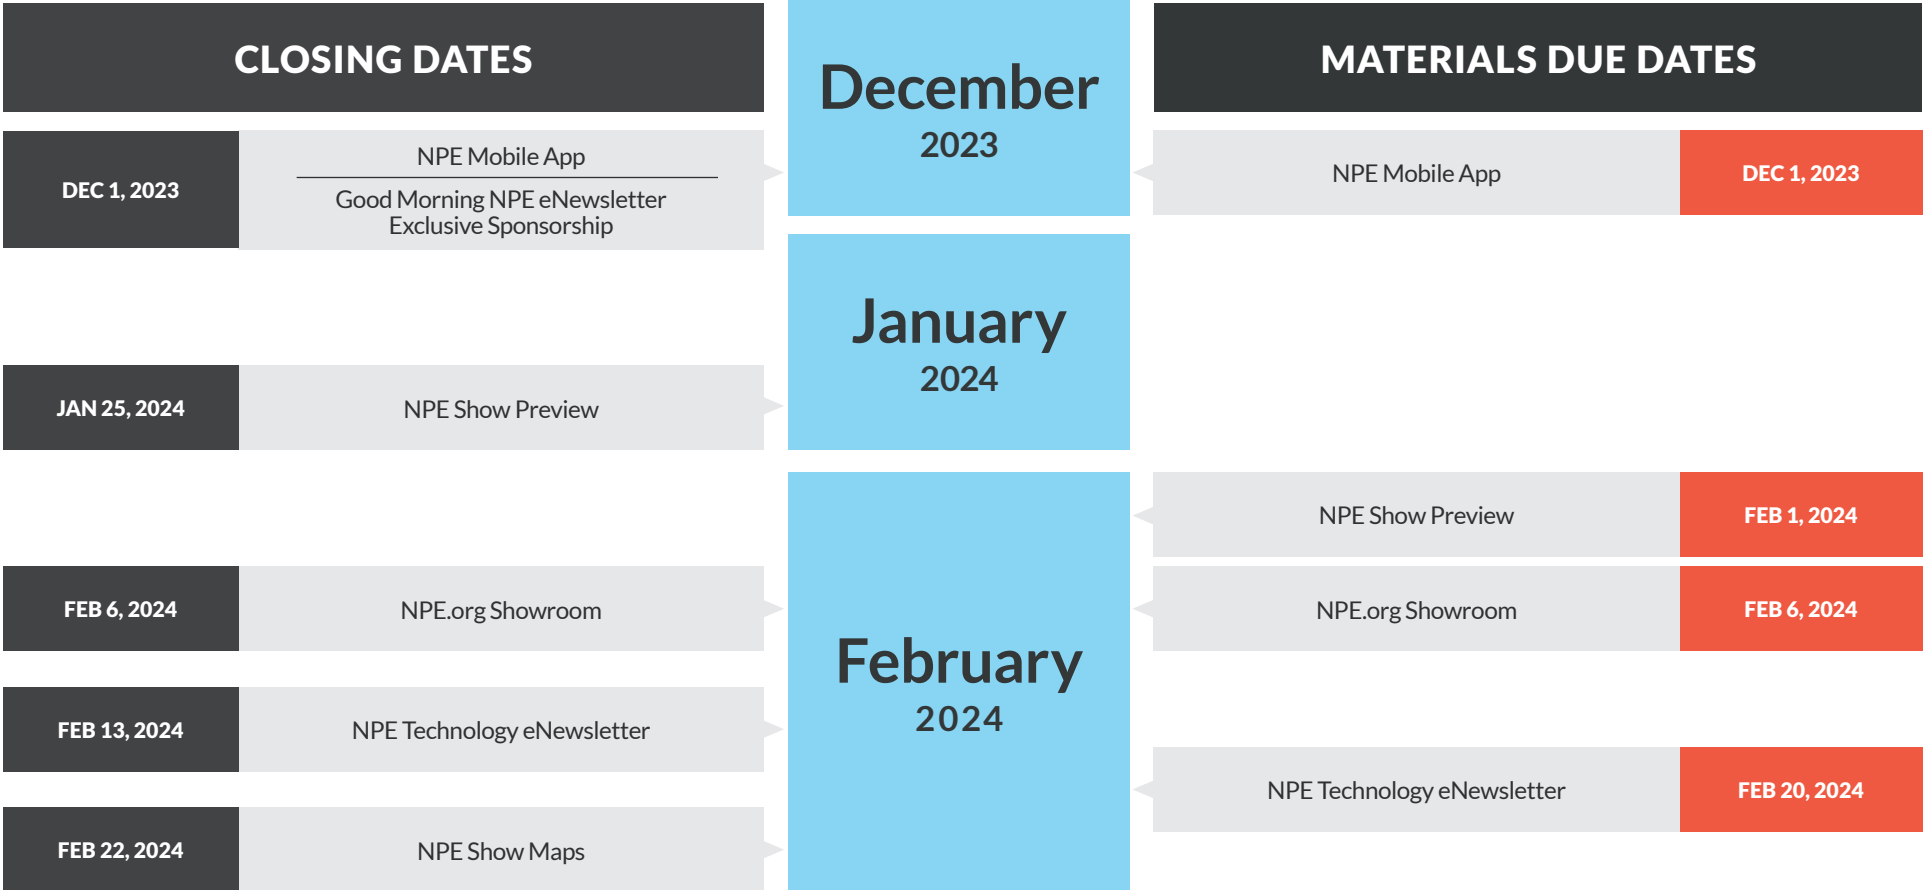 CLOSING DATES
December
2023
MATERIALS DUE DATES
DEC 1, 2023
NPE Mobile App
Good Morning NPE eNewsletter
Exclusive Sponsorship
NPE Mobile App
DEC 1, 2023
January
2024
JAN 25, 2024
NPE Show Preview
February
2024
NPE Show Preview
FEB 1, 2024
FEB 6, 2024
NPE.org Showroom
NPE.org Showroom
FEB 6, 2024
FEB 13, 2024
NPE Technology eNewsletter
NPE Technology eNewsletter
FEB 20, 2024
FEB 22, 2024
NPE Show Maps